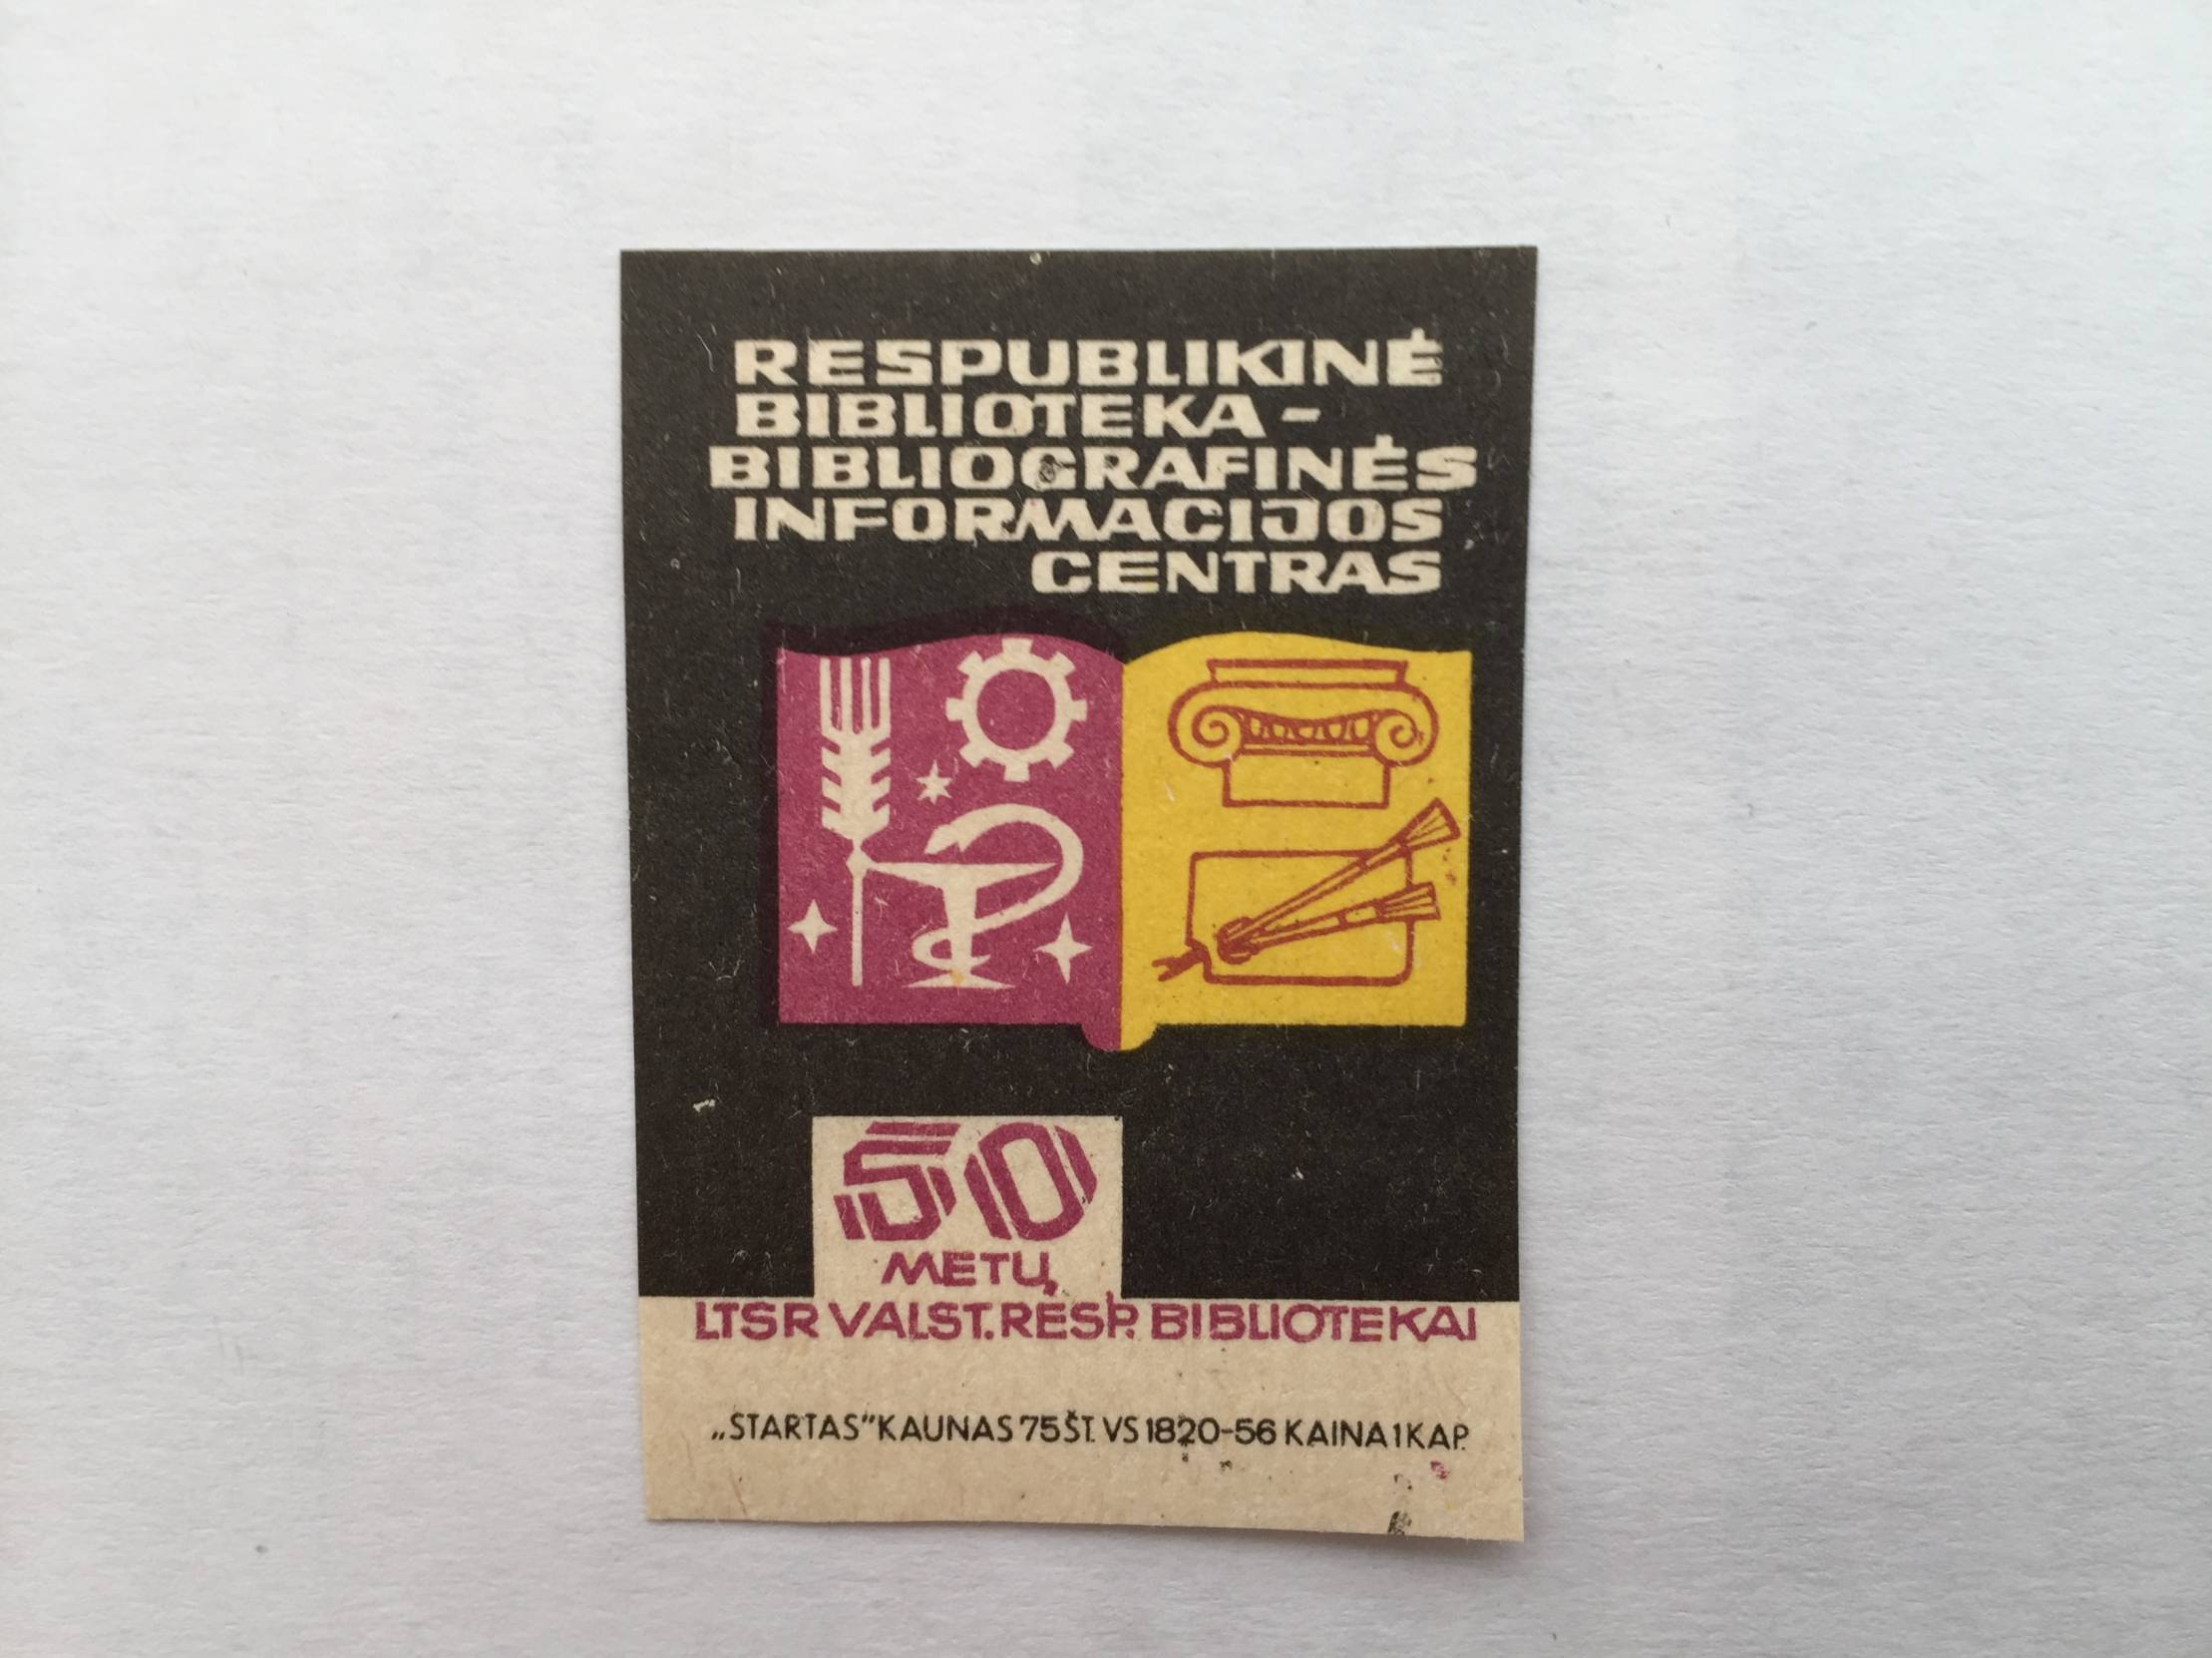 RESPUBLIKINĖ
BIBLIOTEKA-
BIBLIOGRAFINĖS
INFORMACIJOS
CENTRAS
50
METŲ
LTSR VALST. RESP. BIBLIOTEKAI
„STARTAS” KAUNAS 75 ŠT. VS 1820-56 KAINA 1 KAP.